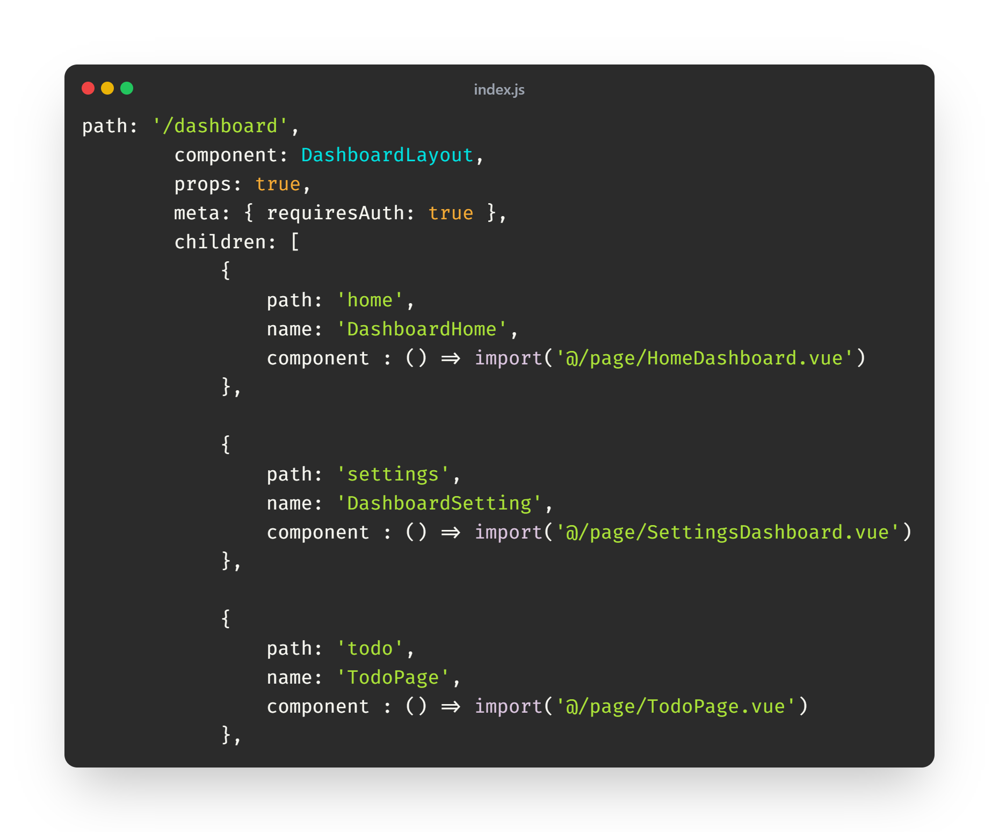 index.js
path: '/dashboard',
        component: DashboardLayout,
        props: true,
        meta: { requiresAuth: true },
        children: [
            {
                path: 'home',
                name: 'DashboardHome',
                component : () => import('@/page/HomeDashboard.vue')
            },

            {
                path: 'settings',
                name: 'DashboardSetting',
                component : () => import('@/page/SettingsDashboard.vue')
            },

            {
                path: 'todo',
                name: 'TodoPage',
                component : () => import('@/page/TodoPage.vue')
            },